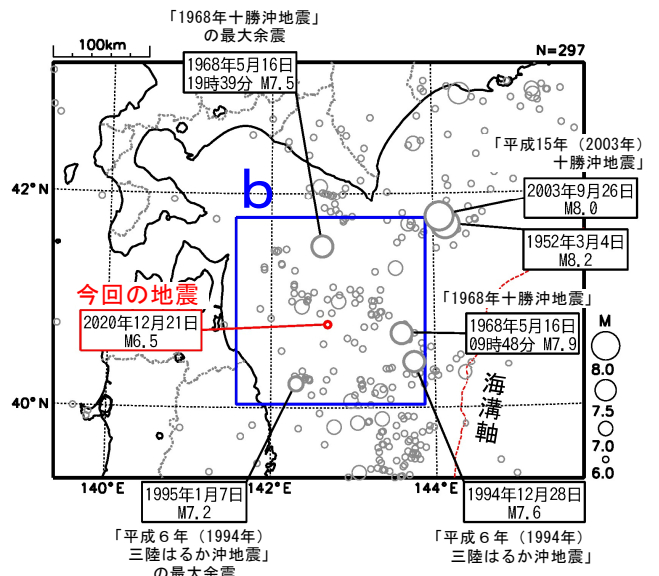 「1968年十勝沖地震」
の最大余震
100km
N=297
1968年5月16日
19時39分 M7.5
「平成15年（2003年）
十勝沖地震」
42°N
b
2003年9月26日
M8.0
1952年3月4日
M8.2
今回の地震
「1968年十勝沖地震」
2020年12月21日
M6.5
1968年5月16日
09時48分 M7.9
M
8.0
7.5
7.0
6.0
海溝軸
40°N
140°E
142°E
144°E
1995年1月7日
M7.2
1994年12月28日
M7.6
「平成６年（1994年）
三陸はるか沖地震」
の最大余震
「平成６年（1994年）
三陸はるか沖地震」